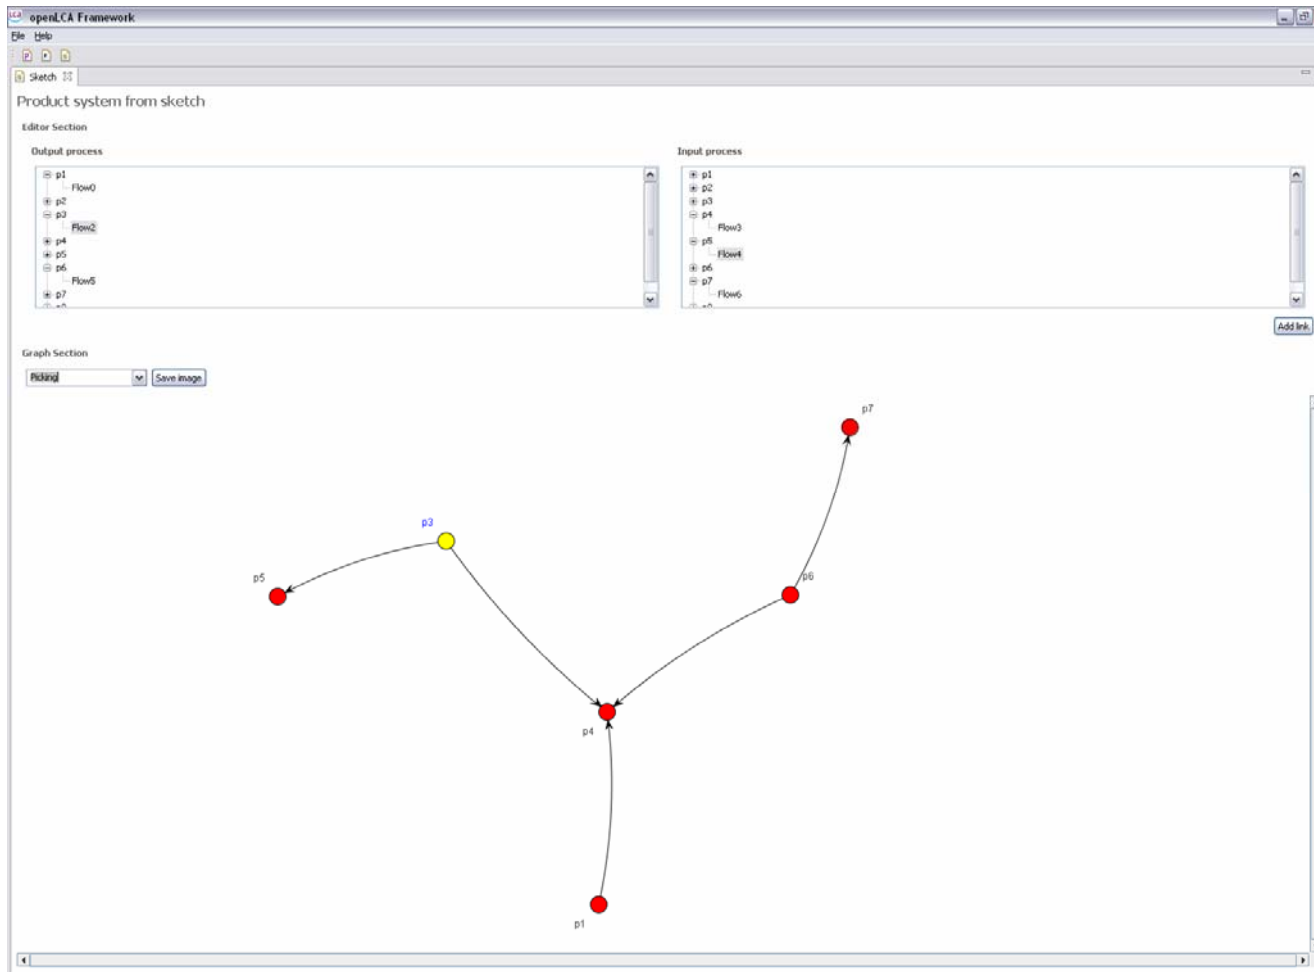 LCA openLCA Framework
File Help
Sketch
Product system from sketch
Editor Section
Output process
p1
Flow0
p2
p3
Flow2
p4
p5
p6
Flow5
p7
Input process
p1
p2
p3
p4
Flow3
p5
Flow4
p6
p7
Flow6
Add link
Graph Section
Picking
Save image
p7
p3
p5
p6
p4
p1